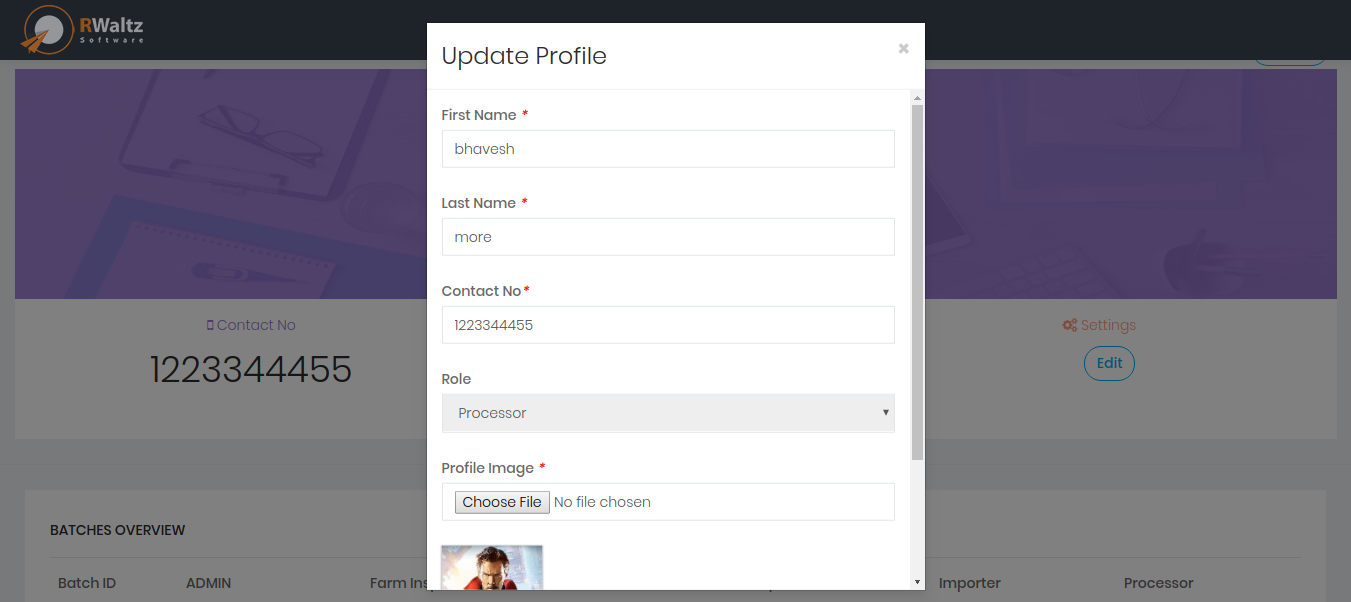 RWaltz
Software
Update Profile
×
First Name *
bhavesh
Last Name *
more
Contact No*
1223344455
Role
Processor
Profile Image *
Choose File No file chosen
Contact No
1223344455
Settings
Edit
BATCHES OVERVIEW
Batch ID ADMIN Farm Ins Importer Processor